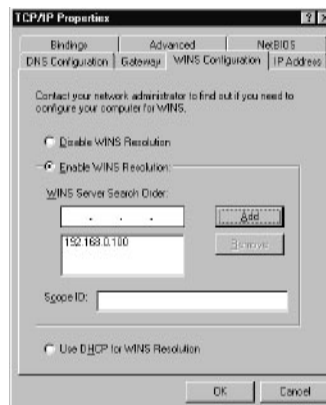 TCP/IP Properties
Bindings Advanced NetBIOS
DNS Configuration Gateway WINS Configuration IP Address
Contact your network administrator to find out if you need to
configure your computer for WINS.
Disable WINS Resolution
Enable WINS Resolution:
WINS Server Search Order:
. . .
Add
192.168.0.100
Remove
Scope ID:
Use DHCP for WINS Resolution
OK Cancel